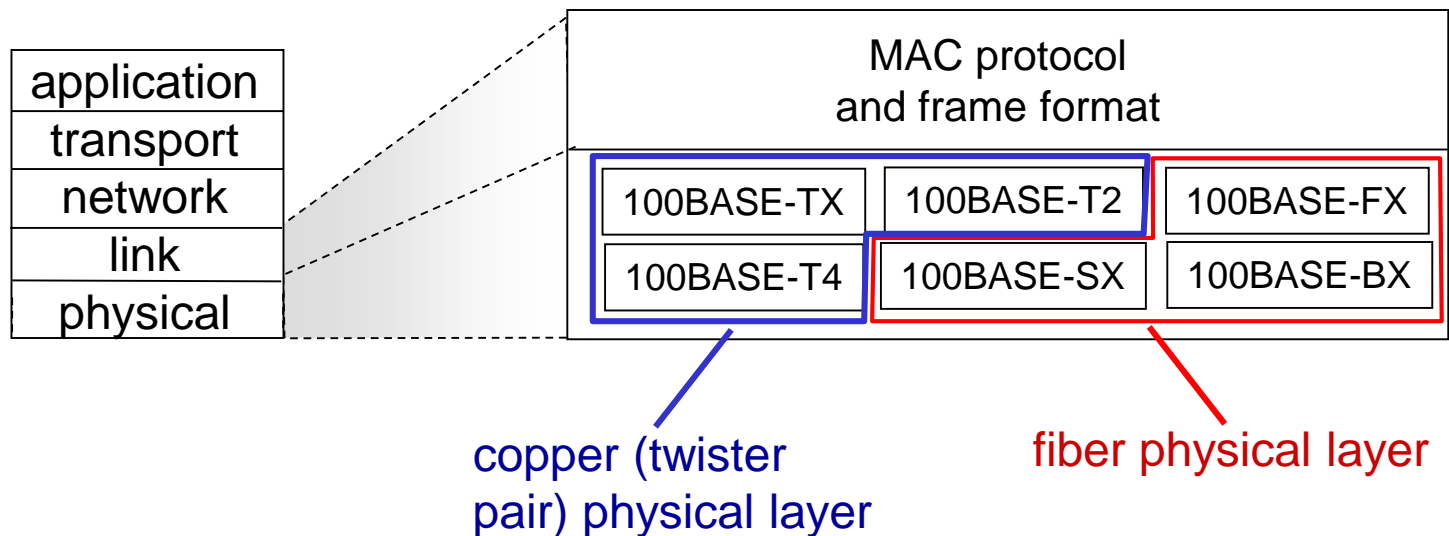 application
transport
network
link
physical
MAC protocol
and frame format
100BASE-TX
100BASE-T2
100BASE-FX
100BASE-T4
100BASE-SX
100BASE-BX
copper (twister
pair) physical layer
fiber physical layer